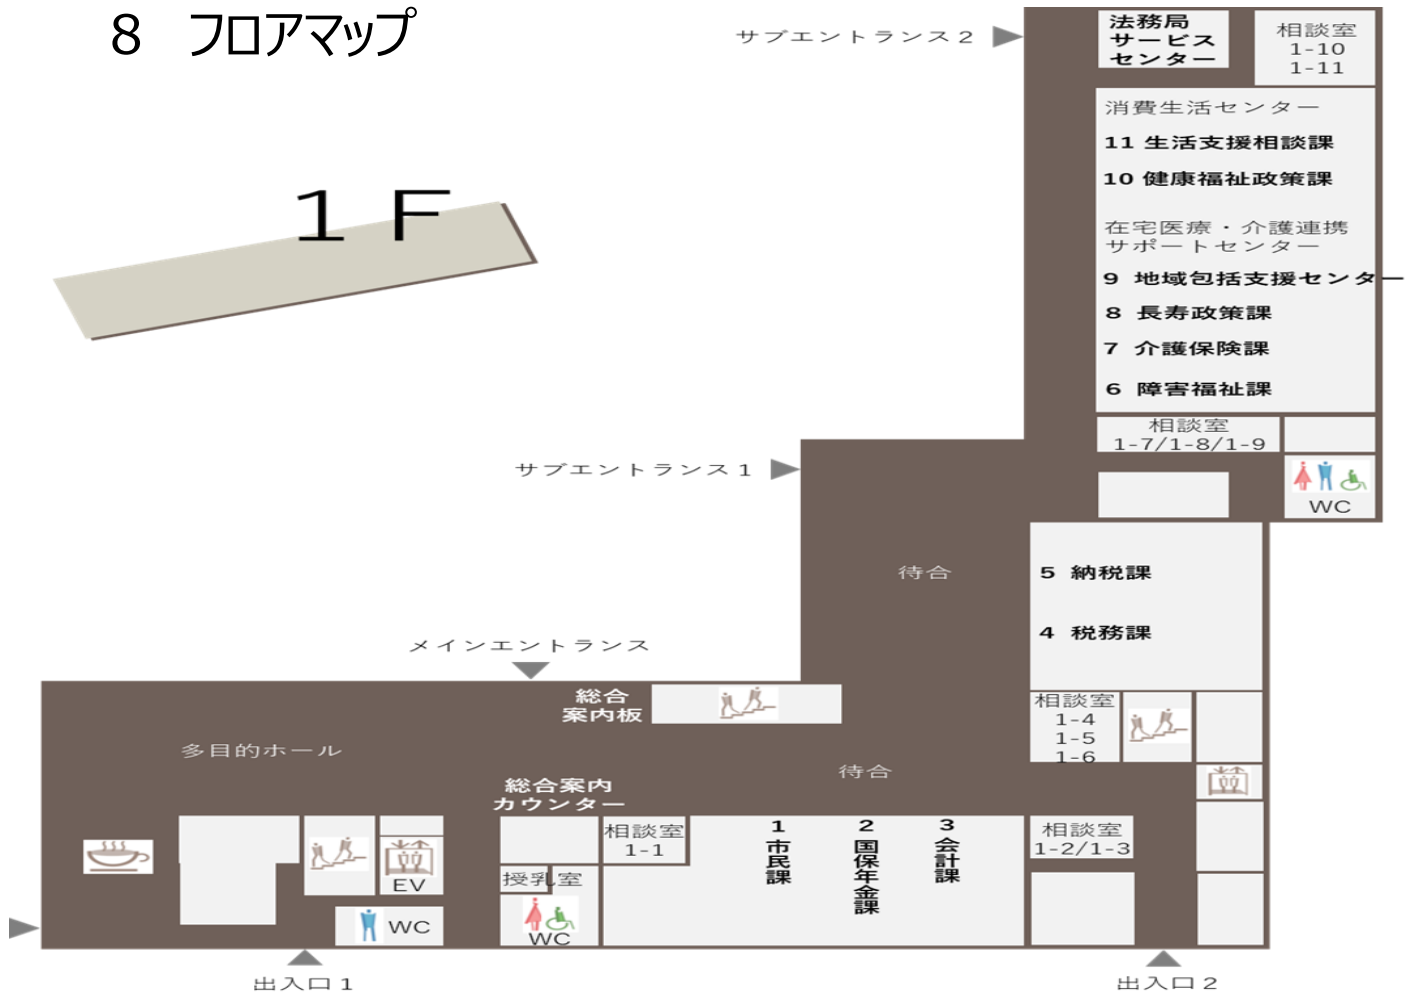 8 フロアマップ
1F
サブエントランス2
法務局
サービス
センター
相談室
1-10
1-11
消費生活センター
11 生活支援相談課
10 健康福祉政策課
在宅医療・介護連携
サポートセンター
9 地域包括支援センター
8 長寿政策課
7 介護保険課
6 障害福祉課
相談室
1-7/1-8/1-9
WC
サブエントランス1
待合
5 納税課
4 税務課
メインエントランス
総合
案内板
相談室
1-4
1-5
1-6
多目的ホール
待合
総合案内
カウンター
相談室
1-1
1 市民課
2 国保年金課
3 会計課
相談室
1-2/1-3
EV
授乳室
WC
WC
出入口1
出入口2